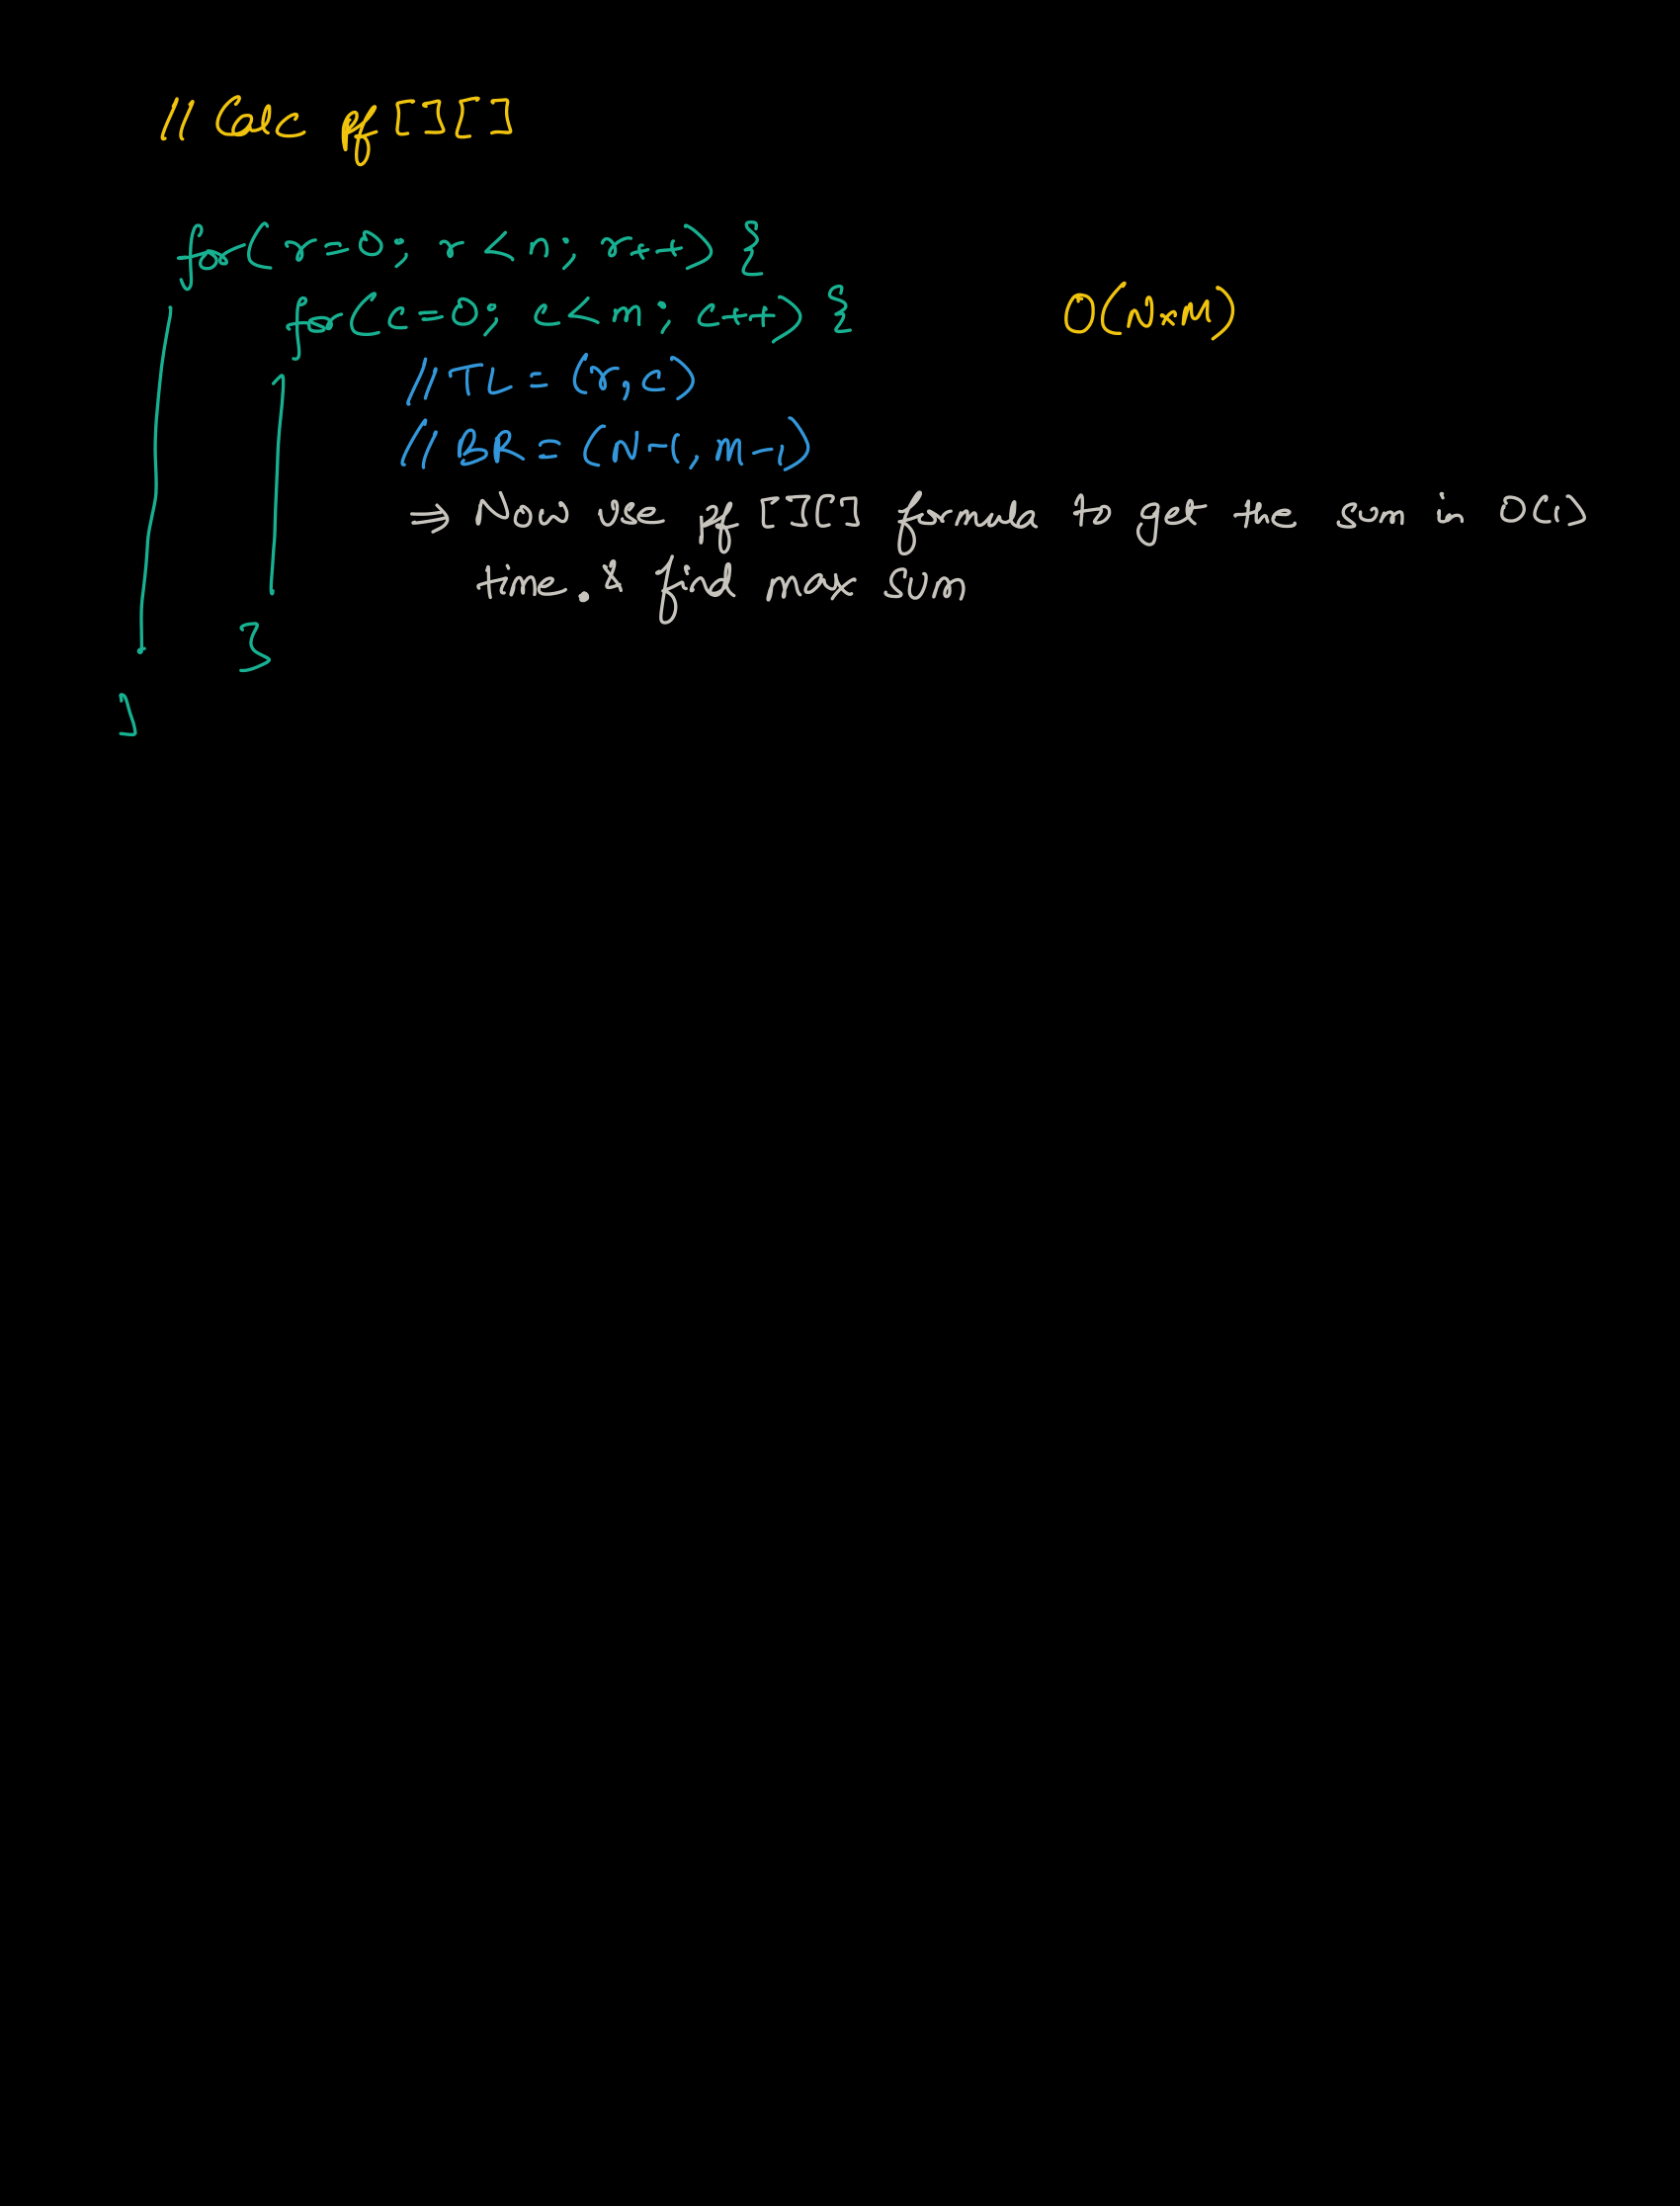 // Calc pf[][]
for(r=0; r<n; r++) {
for(c=0; c<m; c++) {
O(N×M)
// TL = (r,c)
// BR = (N-1, m-1)
⇒ Now use pf[][] formula to get the sum in O(1)
time. & find max sum
}
}